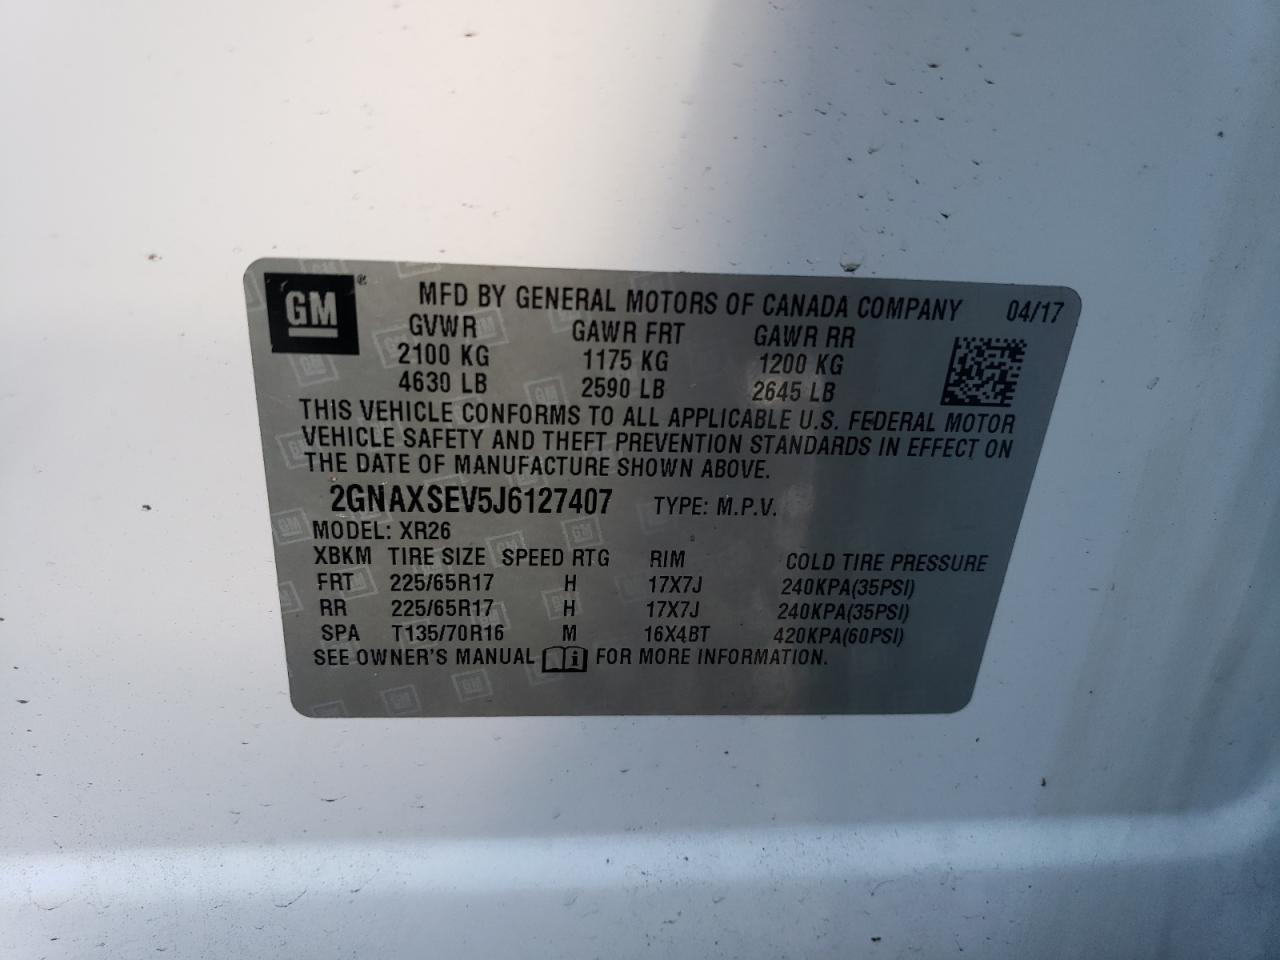 GM®
MFD BY GENERAL MOTORS OF CANADA COMPANY 04/17
GVWR GAWR FRT GAWR RR
2100 KG 1175 KG 1200 KG
4630 LB 2590 LB 2645 LB
THIS VEHICLE CONFORMS TO ALL APPLICABLE U.S. FEDERAL MOTOR
VEHICLE SAFETY AND THEFT PREVENTION STANDARDS IN EFFECT ON
THE DATE OF MANUFACTURE SHOWN ABOVE.
2GNAXSEV5J6127407 TYPE: M.P.V.
MODEL: XR26
XBKM TIRE SIZE SPEED RTG RIM COLD TIRE PRESSURE
FRT 225/65R17 H 17X7J 240KPA(35PSI)
RR 225/65R17 H 17X7J 240KPA(35PSI)
SPA T135/70R16 M 16X4BT 420KPA(60PSI)
SEE OWNER'S MANUAL FOR MORE INFORMATION.